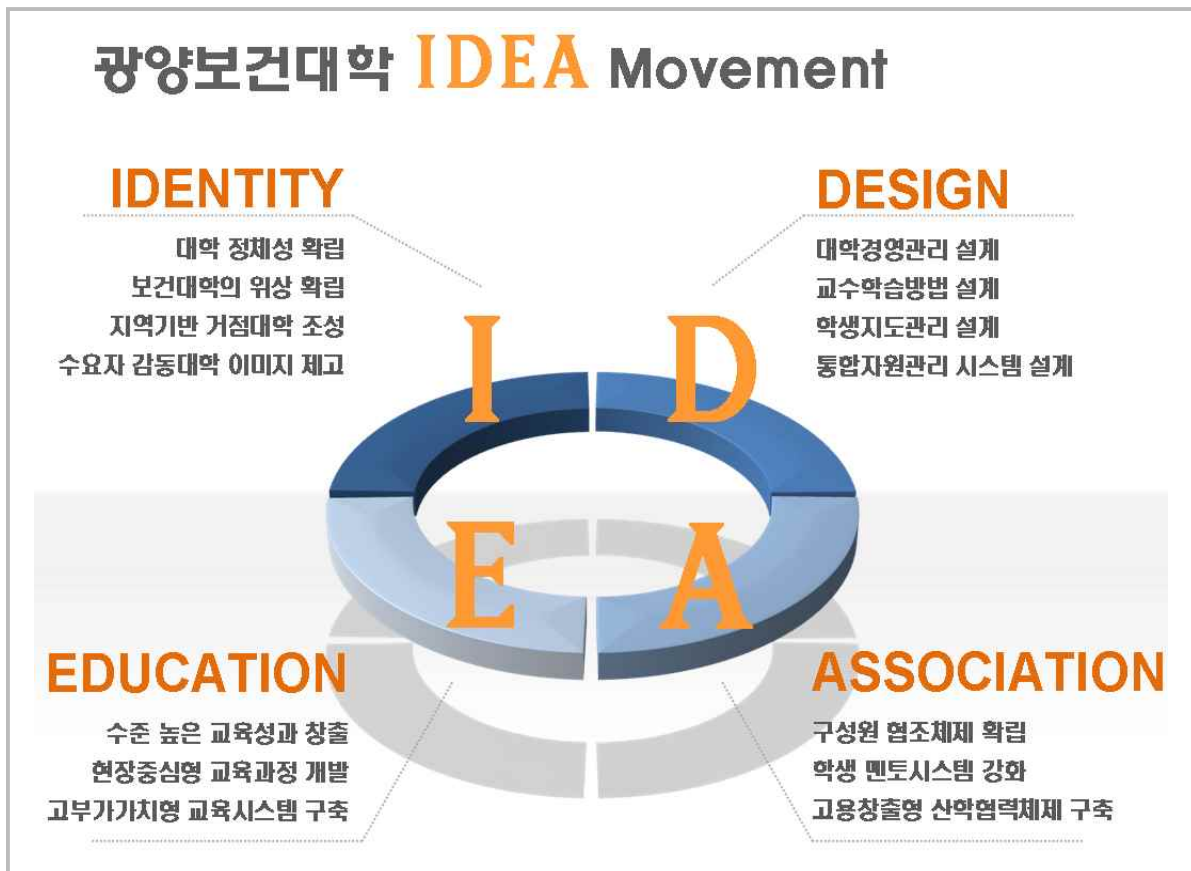 광양보건대학 IDEA Movement
IDENTITY
대학 정체성 확립
보건대학의 위상 확립
지역기반 거점대학 조성
수요자 감동대학 이미지 제고
DESIGN
대학경영관리 설계
교수학습방법 설계
학생지도관리 설계
통합자원관리 시스템 설계
I
D
E
A
EDUCATION
수준 높은 교육성과 창출
현장중심형 교육과정 개발
고부가가치형 교육시스템 구축
ASSOCIATION
구성원 협조체제 확립
학생 멘토시스템 강화
고용창출형 산학협력체제 구축